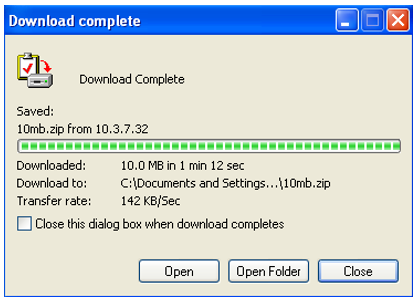 Download complete
Download Complete
Saved:
10mb.zip from 10.3.7.32
Downloaded: 10.0 MB in 1 min 12 sec
Download to: C:\Documents and Settings...\10mb.zip
Transfer rate: 142 KB/Sec
Close this dialog box when download completes
Open Open Folder Close